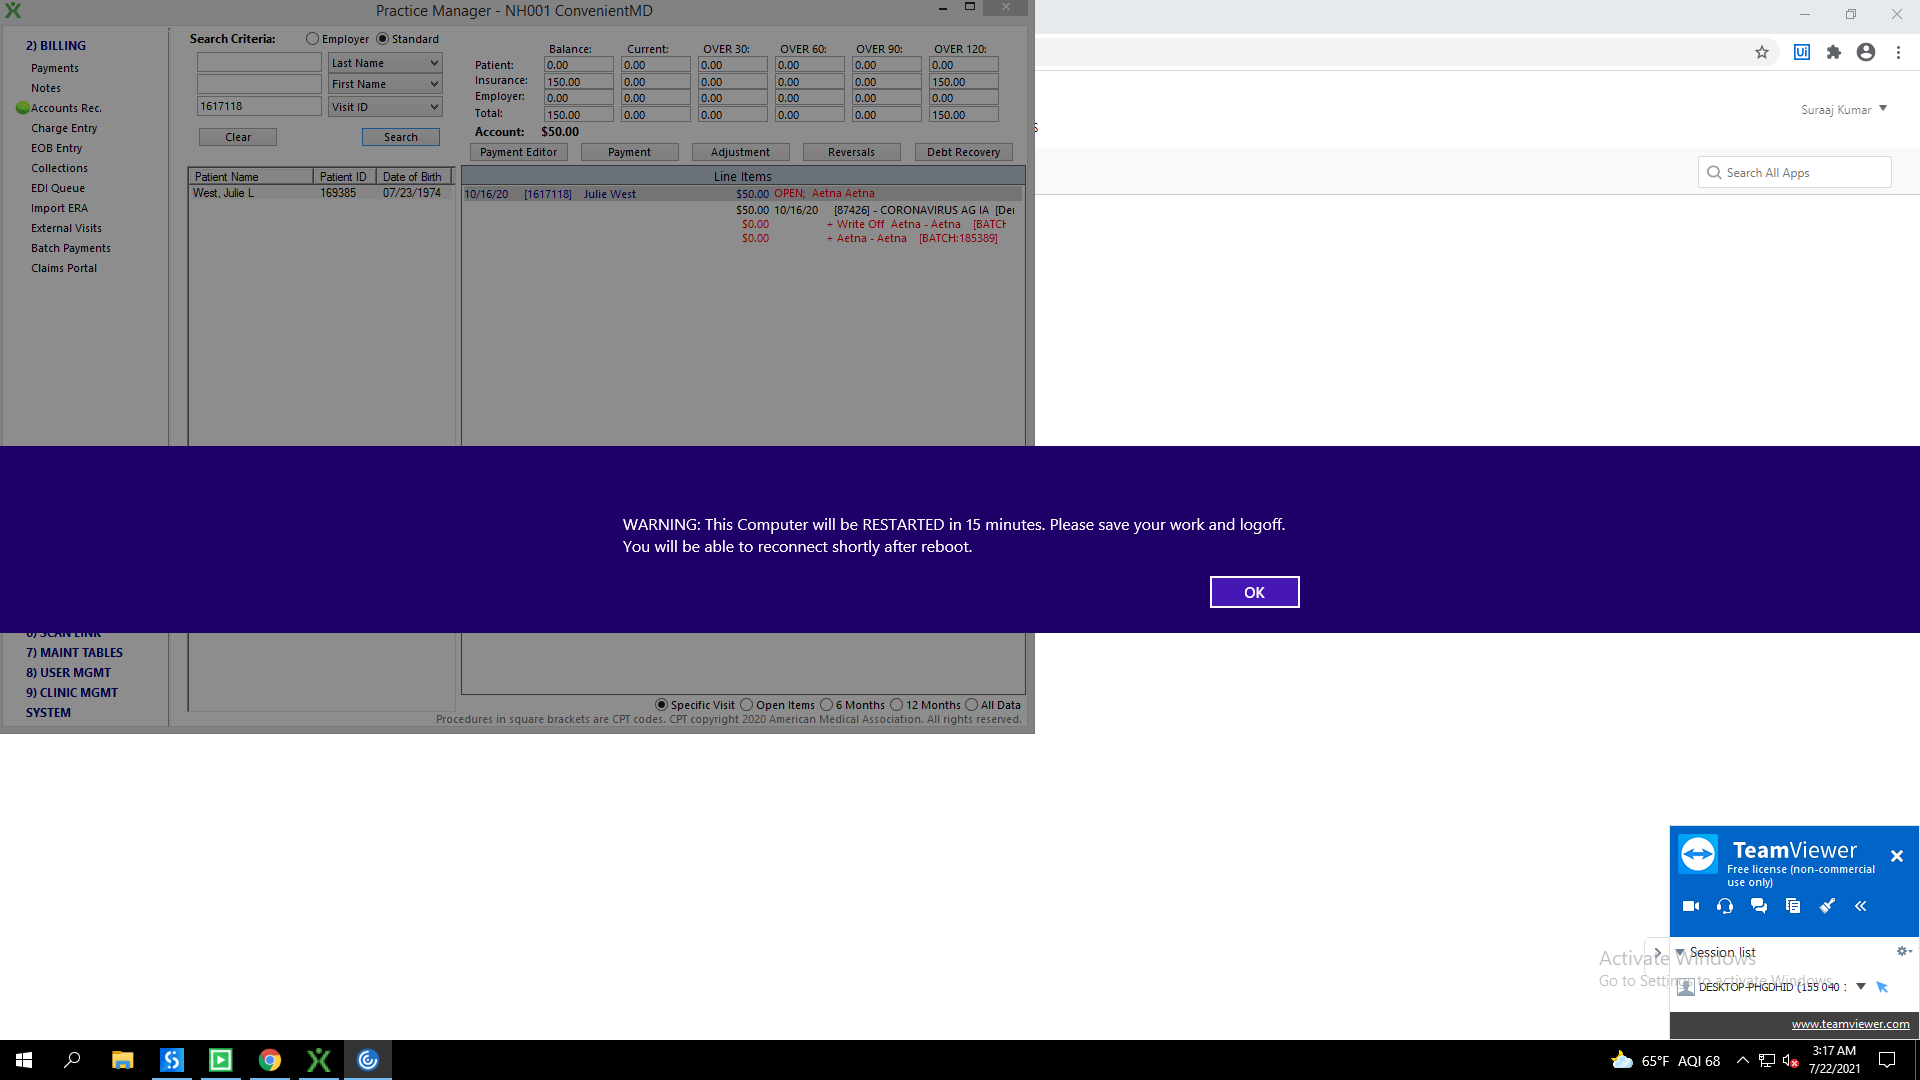 Practice Manager - NH001 ConvenientMD
2) BILLING
Payments
Notes
Accounts Rec.
Charge Entry
EOB Entry
Collections
EDI Queue
Import ERA
External Visits
Batch Payments
Claims Portal
Search Criteria: Employer Standard
Last Name
First Name
1617118 Visit ID
Clear Search
Balance: Current: OVER 30: OVER 60: OVER 90: OVER 120:
Patient: 0.00 0.00 0.00 0.00 0.00 0.00
Insurance: 150.00 0.00 0.00 0.00 0.00 150.00
Employer: 0.00 0.00 0.00 0.00 0.00 0.00
Total: 150.00 0.00 0.00 0.00 0.00 150.00
Account: $50.00
Payment Editor Payment Adjustment Reversals Debt Recovery
Patient Name Patient ID Date of Birth
West, Julie L 169385 07/23/1974
Line Items
10/16/20 [1617118] Julie West $50.00 OPEN; Aetna Aetna
$50.00 10/16/20 [87426] - CORONAVIRUS AG IA
$0.00 + Write Off Aetna - Aetna
$0.00 + Aetna - Aetna [BATCH:185389]
Suraaj Kumar
Search All Apps
WARNING: This Computer will be RESTARTED in 15 minutes. Please save your work and logoff.
You will be able to reconnect shortly after reboot.
OK
6) SCAN LINK
7) MAINT TABLES
8) USER MGMT
9) CLINIC MGMT
SYSTEM
Specific Visit Open Items 6 Months 12 Months All Data
Procedures in square brackets are CPT codes. CPT copyright 2020 American Medical Association. All rights reserved.
TeamViewer
Free license (non-commercial
use only)
Session list
Activate Windows
Go to Settings to activate Windows.
DESKTOP-PHGDHID (155 040
www.teamviewer.com
65°F AQI 68
3:17 AM
7/22/2021